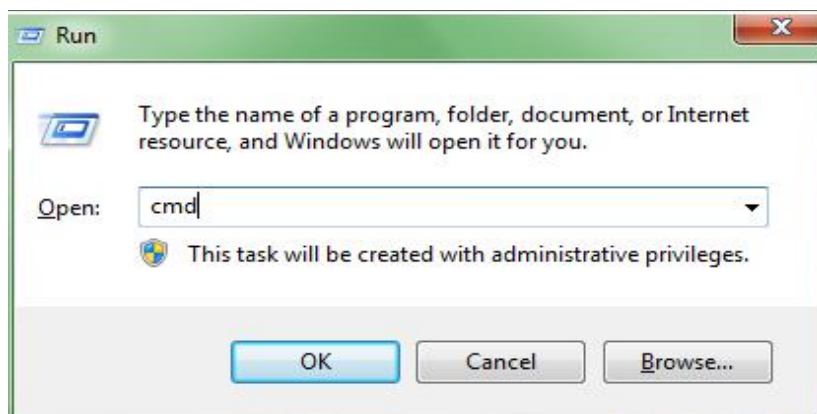 Run
Type the name of a program, folder, document, or Internet
resource, and Windows will open it for you.
Open: cmd
This task will be created with administrative privileges.
OK Cancel Browse...